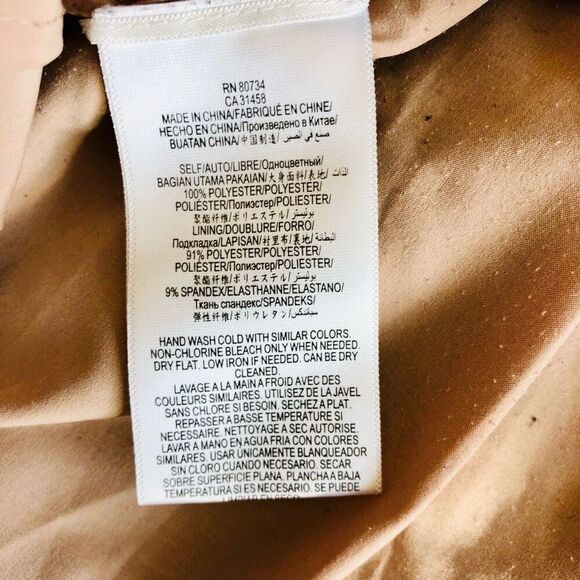 RN 80734
CA 31458
MADE IN CHINA/FABRIQUÉ EN CHINE/
HECHO EN CHINA/Произведено в Китае/
BUATAN CHINA/中国制造/ صنع في الصين
SELF/AUTO/LIBRE/Одноцветный/
BAGIAN UTAMA PAKAIAN/大身面料/表地/ الذات
100% POLYESTER/POLYESTER/
POLIÉSTER/Полиэстер/POLIESTER/
聚酯纤维/ポリエステル/بوليستر
LINING/DOUBLURE/FORRO/
Подкладка/LAPISAN/衬里布/裏地/البطانة
91% POLYESTER/POLYESTER/
POLIÉSTER/Полиэстер/POLIESTER/
聚酯纤维/ポリエステル/بوليستر
9% SPANDEX/ELASTHANNE/ELASTANO/
Ткань спандекс/SPANDEKS/
弹性纤维/ポリウレタン/سباندكس
HAND WASH COLD WITH SIMILAR COLORS.
NON-CHLORINE BLEACH ONLY WHEN NEEDED.
DRY FLAT. LOW IRON IF NEEDED. CAN BE DRY
CLEANED.
LAVAGE A LA MAIN A FROID AVEC DES
COULEURS SIMILAIRES. UTILISEZ DE LA JAVEL
SANS CHLORE SI BESOIN. SECHEZ A PLAT.
REPASSER A BASSE TEMPERATURE SI
NECESSAIRE. NETTOYAGE A SEC AUTORISE.
LAVAR A MANO EN AGUA FRIA CON COLORES
SIMILARES. USAR ÚNICAMENTE BLANQUEADOR
SIN CLORO CUANDO NECESARIO. SECAR
SOBRE SUPERFICIE PLANA. PLANCHA A BAJA
TEMPERATURA SI ES NECESARIO. SE PUEDE
LIMPIAR EN SECO